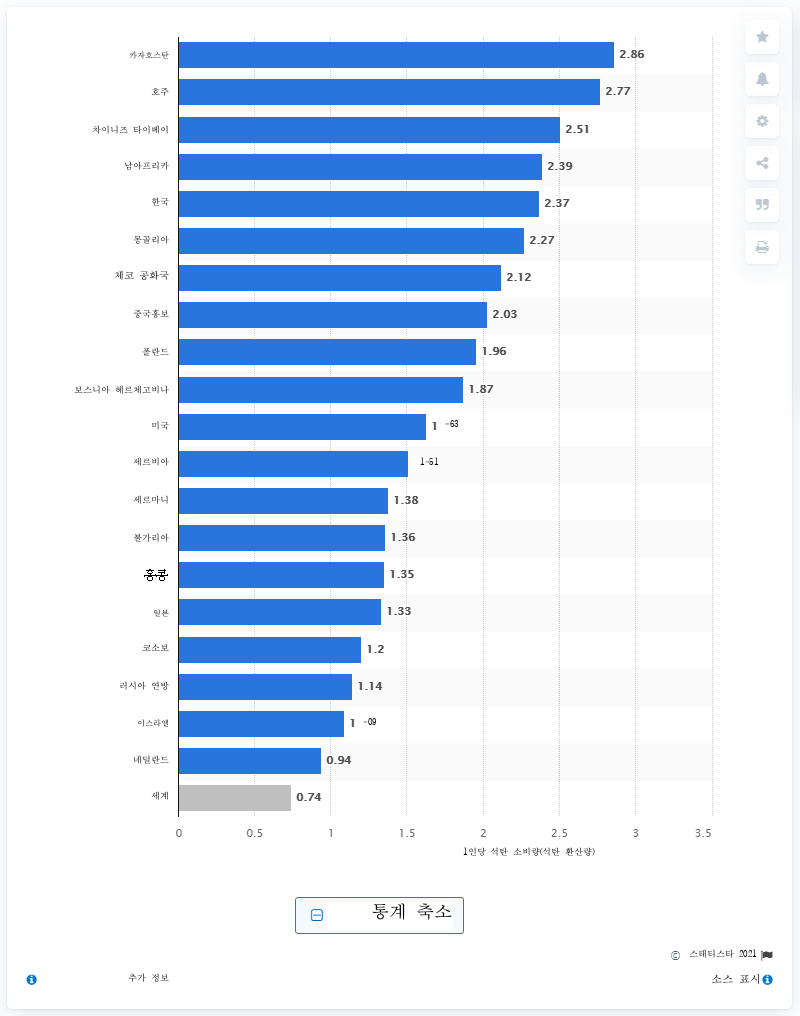 카자흐스탄 2.86
호주 2.77
차이니즈 타이베이 2.51
남아프리카 2.39
한국 2.37
몽골리아 2.27
체코 공화국 2.12
중국홍보 2.03
폴란드 1.96
보스니아 헤르체고비나 1.87
미국 1 -63
세르비아 1-51
세르마니 1.38
불가리아 1.36
홍콩 1.35
일본 1.33
코소보 1.2
러시아 연방 1.14
이스라엘 1 -09
네덜란드 0.94
세계 0.74
0 0.5 1 1.5 2 2.5 3 3.5
1인당 석탄 소비량(석탄 환산량)
통계 축소
© 스태티스타 2021
추가 정보 소스 표시